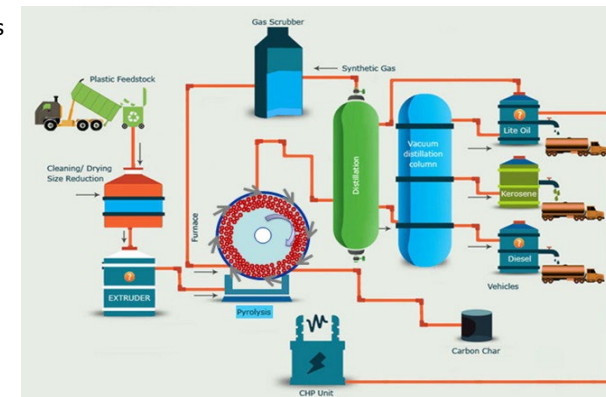 s
Gas Scrubber
Synthetic Gas
Plastic Feedstock
Cleaning/ Drying
Size Reduction
EXTRUDER
Furnace
Pyrolysis
Distillation
Vacuum
distillation
column
Lite Oil
Kerosene
Diesel
Vehicles
Carbon Char
CHP Unit